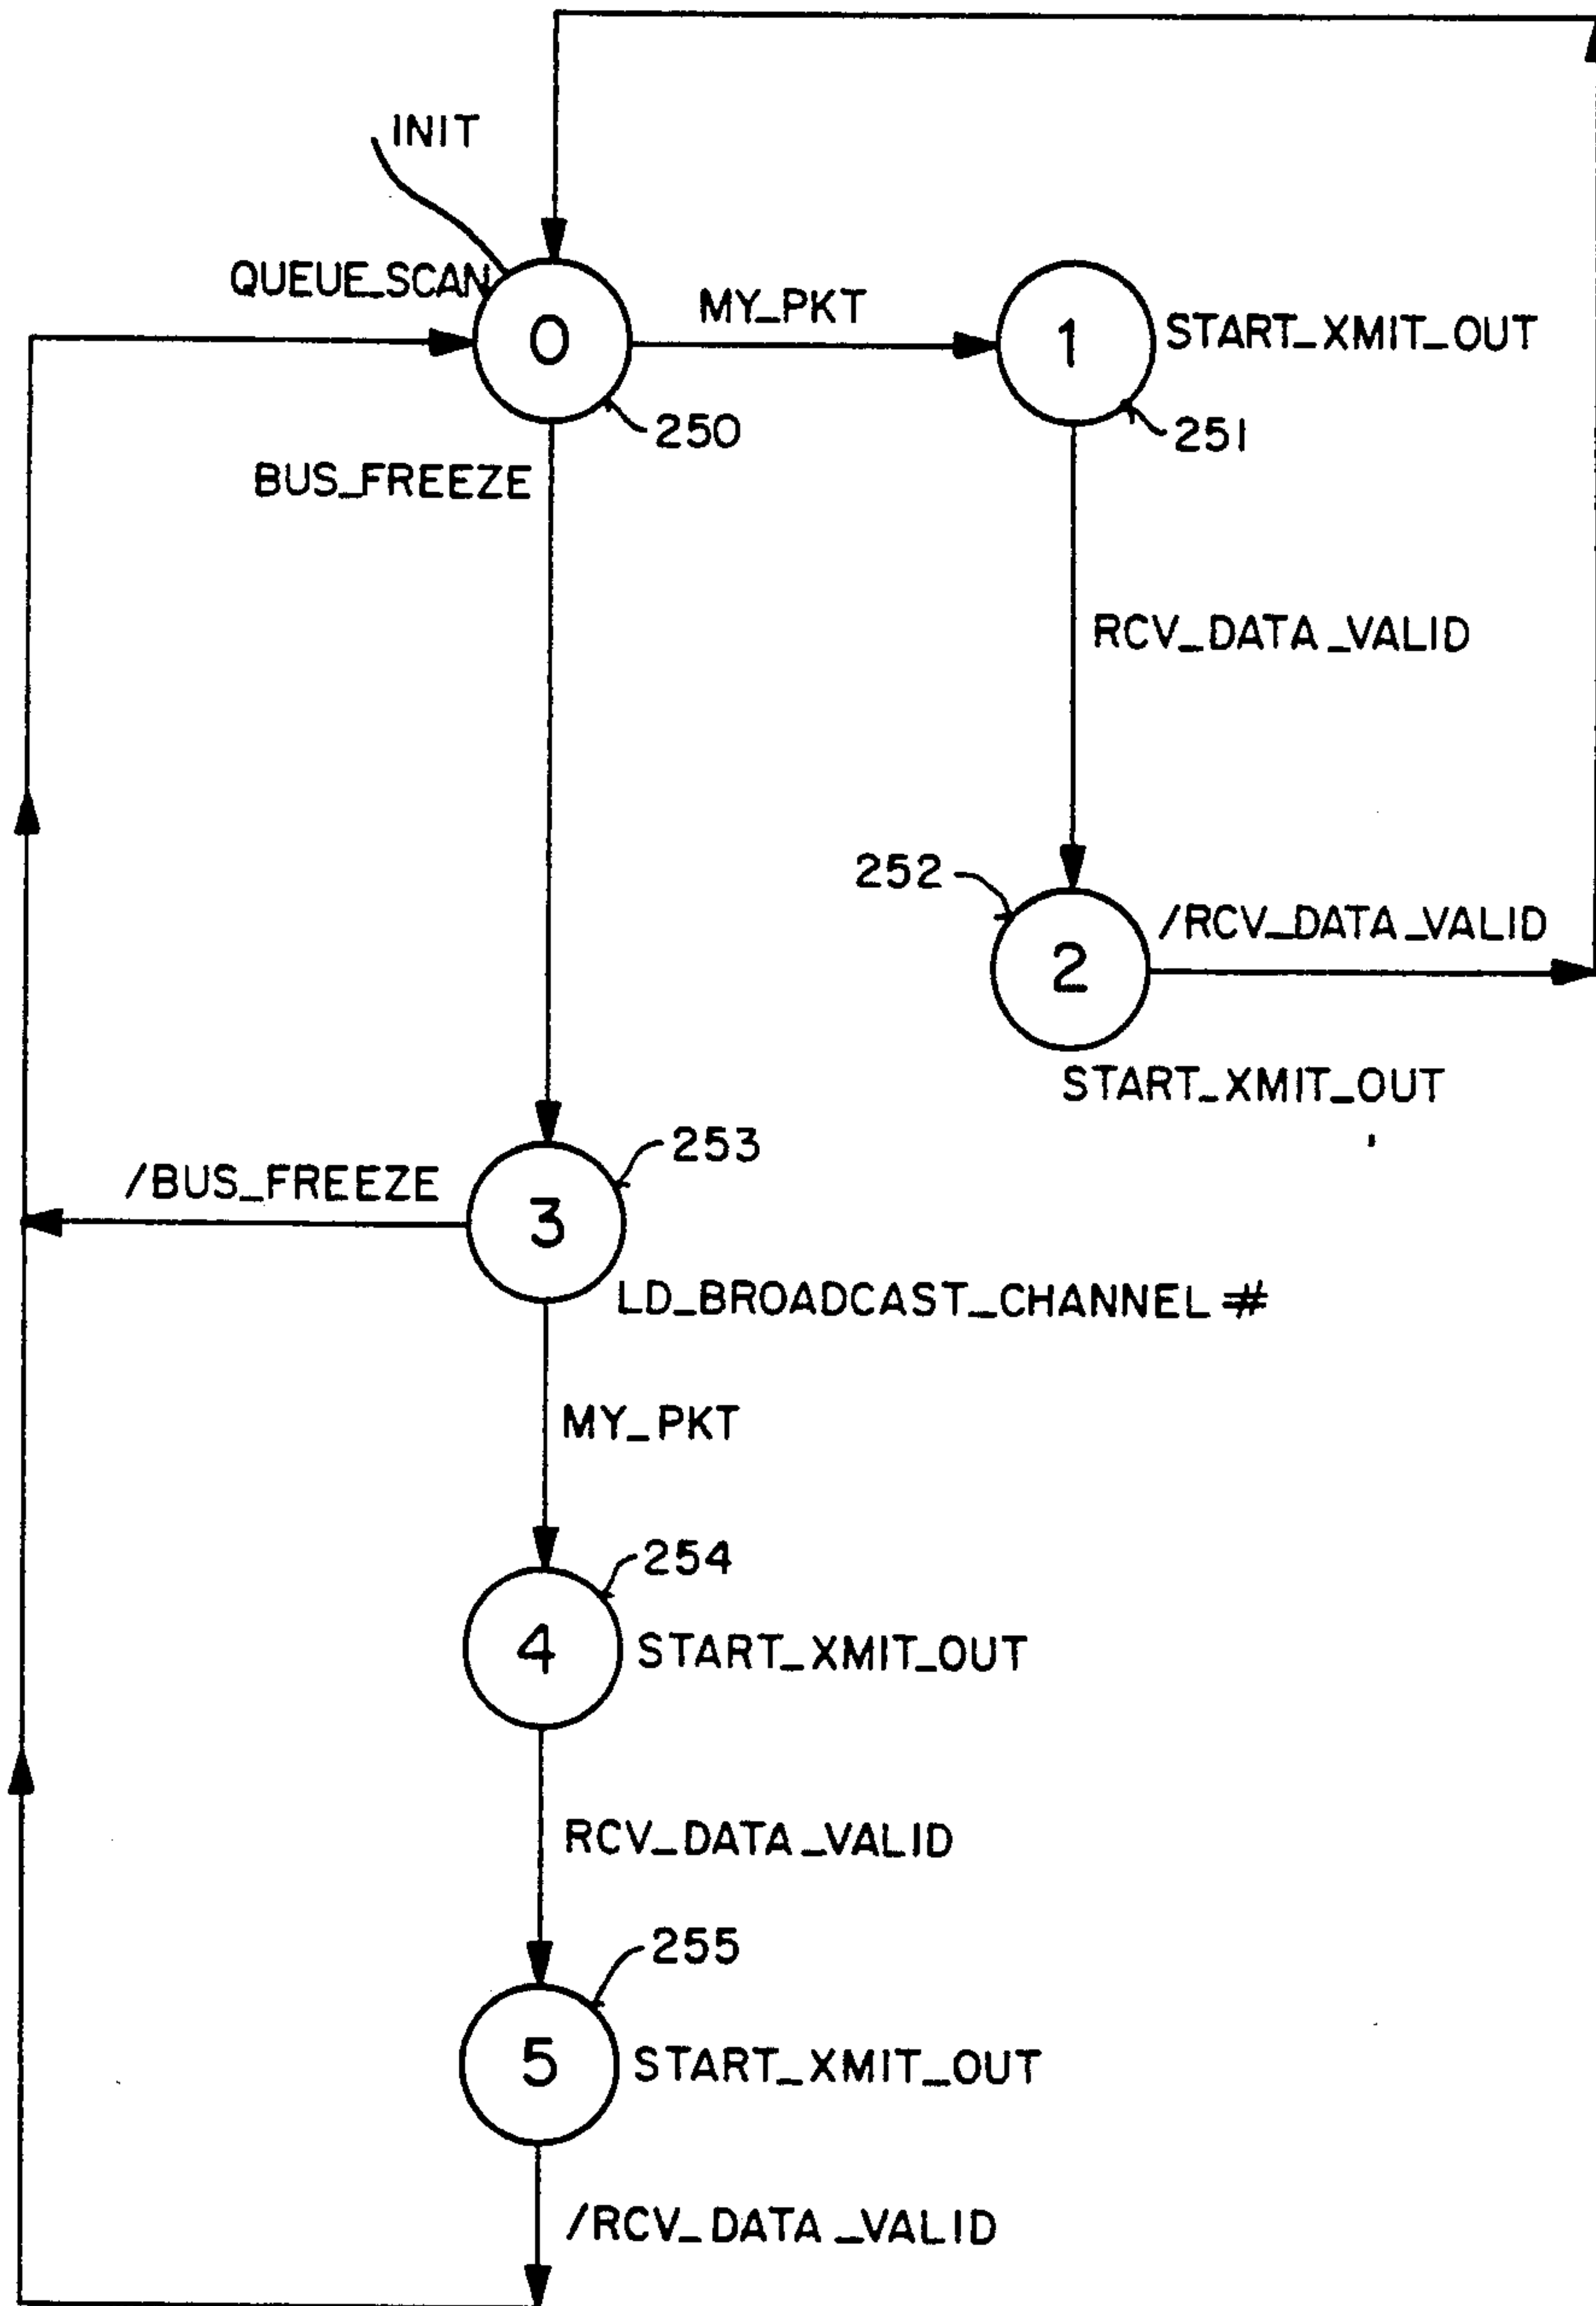 INIT
QUEUE_SCAN
0
MY_PKT
1
START_XMIT_OUT
250
251
BUS_FREEZE
RCV_DATA_VALID
252
/RCV_DATA_VALID
2
START_XMIT_OUT
253
/BUS_FREEZE
3
LD_BROADCAST_CHANNEL #
MY_PKT
254
4
START_XMIT_OUT
RCV_DATA_VALID
255
5
START_XMIT_OUT
/RCV_DATA_VALID